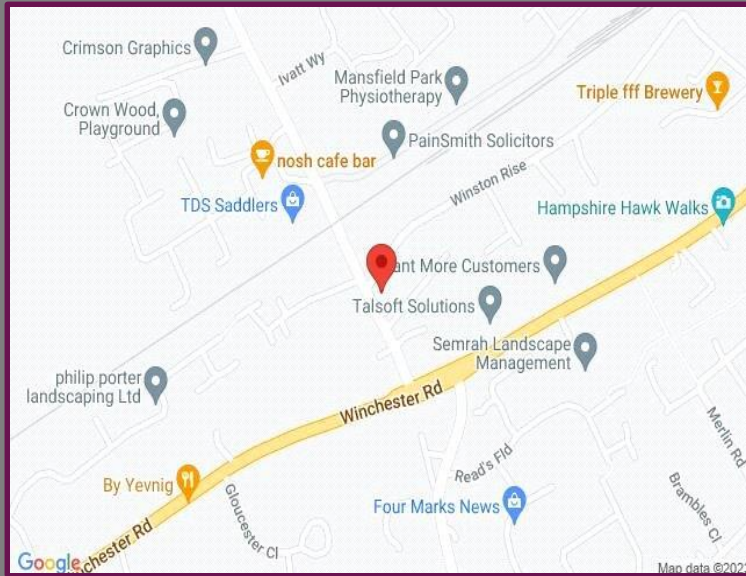 Crimson Graphics
Ivatt Wy
Mansfield Park
Physiotherapy
Triple fff Brewery
Crown Wood,
Playground
PainSmith Solicitors
nosh cafe bar
Winston Rise
TDS Saddlers
Hampshire Hawk Walks
ant More Customers
Talsoft Solutions
Semrah Landscape
Management
philip porter
landscaping Ltd
Winchester Rd
Merlin Rd
Read's Fld
By Yevnig
Brambles Cl
Four Marks News
Gloucester Cl
chester Rd
Google
Map data ©202